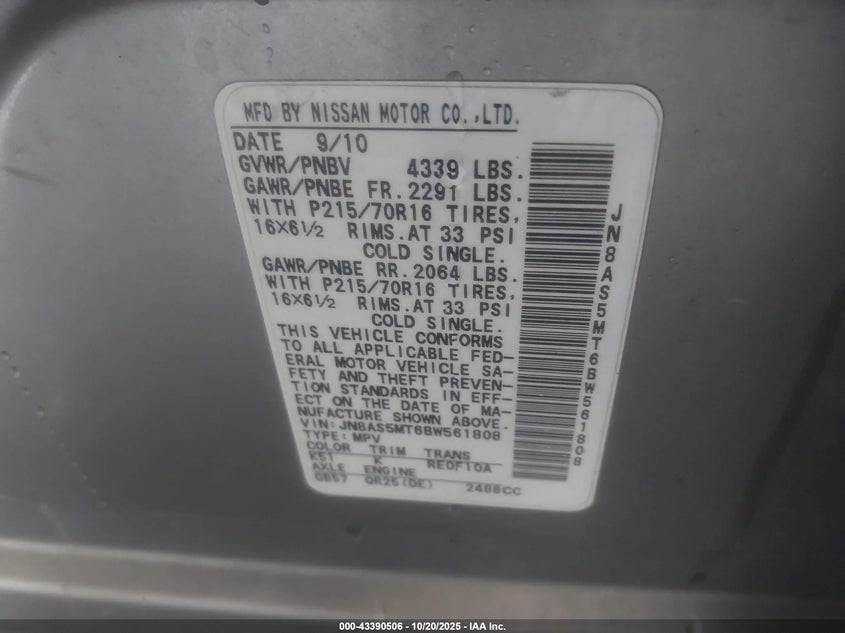 MFD BY NISSAN MOTOR CO.,LTD.
DATE 9/10
GVWR/PNBV 4339 LBS.
GAWR/PNBE FR.2291 LBS.
WITH P215/70R16 TIRES,
16X6½ RIMS.AT 33 PSI
COLD SINGLE.
GAWR/PNBE RR.2064 LBS.
WITH P215/70R16 TIRES,
16X6½ RIMS.AT 33 PSI
COLD SINGLE.
THIS VEHICLE CONFORMS
TO ALL APPLICABLE FED-
ERAL MOTOR VEHICLE SA-
FETY AND THEFT PREVEN-
TION STANDARDS IN EFF-
ECT ON THE DATE OF MA-
NUFACTURE SHOWN ABOVE.
VIN:JN8AS5MT6BW561808
TYPE:MPV
COLOR TRIM TRANS
K51 K RE0F10A
AXLE ENGINE
GB57 QR25(DE) 2488CC
JN8AS5MT6BW561808
000-43390506 - 10/20/2025 - IAA Inc.